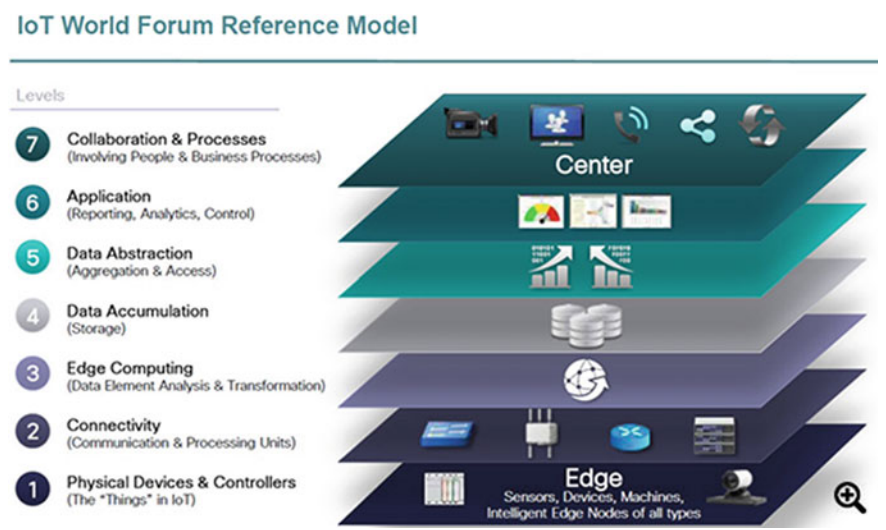 IoT World Forum Reference Model
Levels
7
Collaboration & Processes
(Involving People & Business Processes)
6
Application
(Reporting, Analytics, Control)
5
Data Abstraction
(Aggregation & Access)
4
Data Accumulation
(Storage)
3
Edge Computing
(Data Element Analysis & Transformation)
2
Connectivity
(Communication & Processing Units)
1
Physical Devices & Controllers
(The "Things" in IoT)
Center
010101
11001
001
Edge
Sensors, Devices, Machines,
Intelligent Edge Nodes of all types